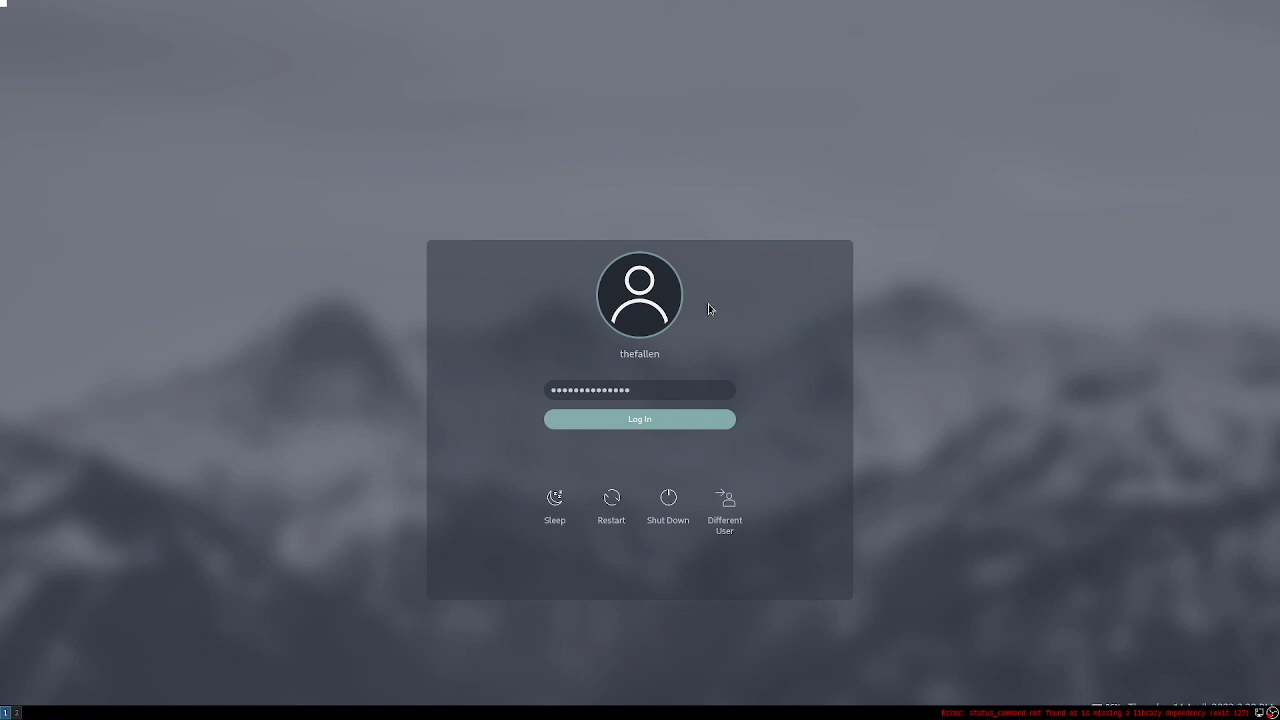 thefallen
Log In
Sleep
Restart
Shut Down
Different
User
1 2
Error: status_command not found or is missing a library dependency (exit 127)